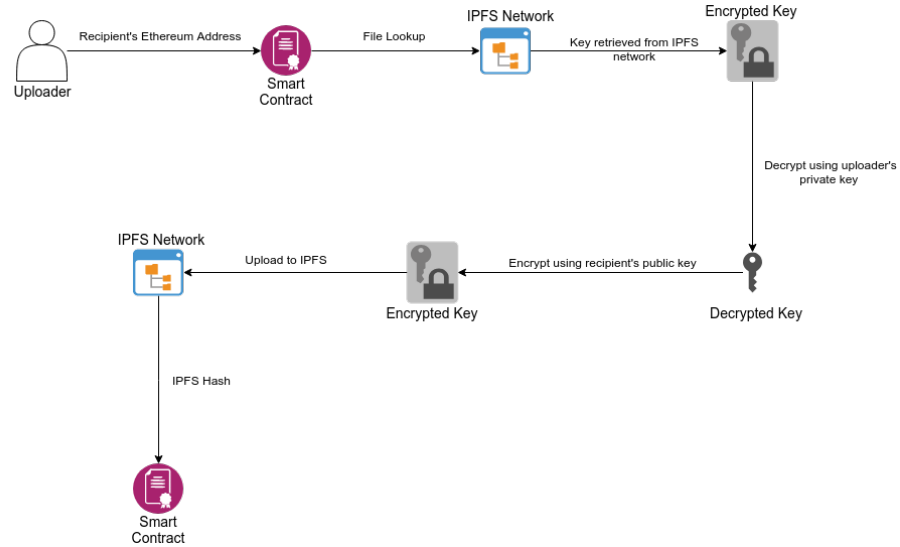 Recipient's Ethereum Address
Uploader
Smart
Contract
File Lookup
IPFS Network
Key retrieved from IPFS
network
Encrypted Key
Decrypt using uploader's
private key
Decrypted Key
Encrypt using recipient's public key
Encrypted Key
Upload to IPFS
IPFS Network
IPFS Hash
Smart
Contract